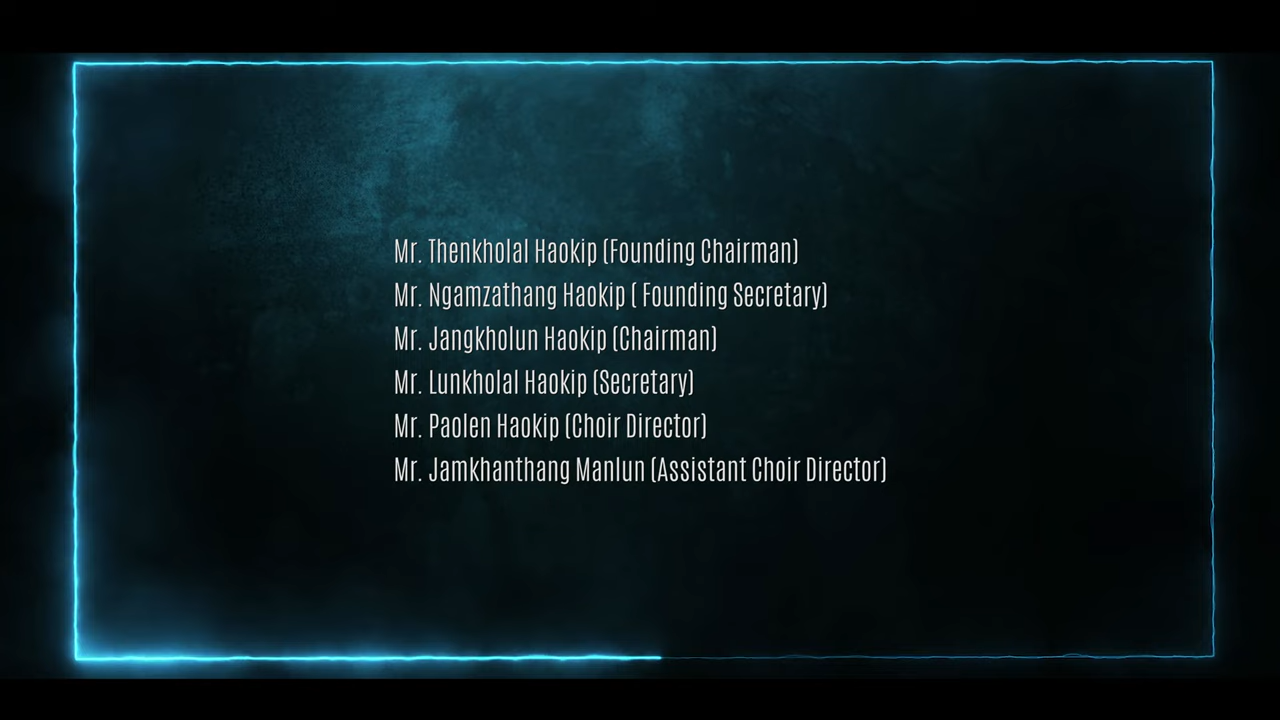 Mr. Thenkholal Haokip (Founding Chairman)
Mr. Ngamzathang Haokip ( Founding Secretary)
Mr. Jangkholun Haokip (Chairman)
Mr. Lunkholal Haokip (Secretary)
Mr. Paolen Haokip (Choir Director)
Mr. Jamkhanthang Manlun (Assistant Choir Director)